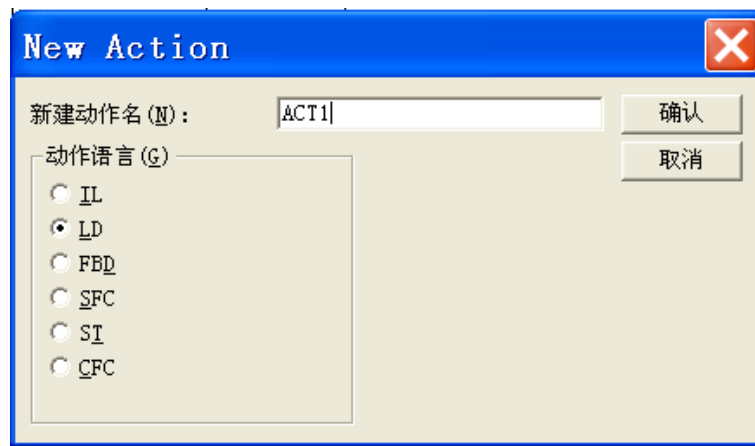 New Action
新建动作名(N): ACT1 确认
动作语言(G) 取消
IL
LD
FBD
SFC
ST
CFC